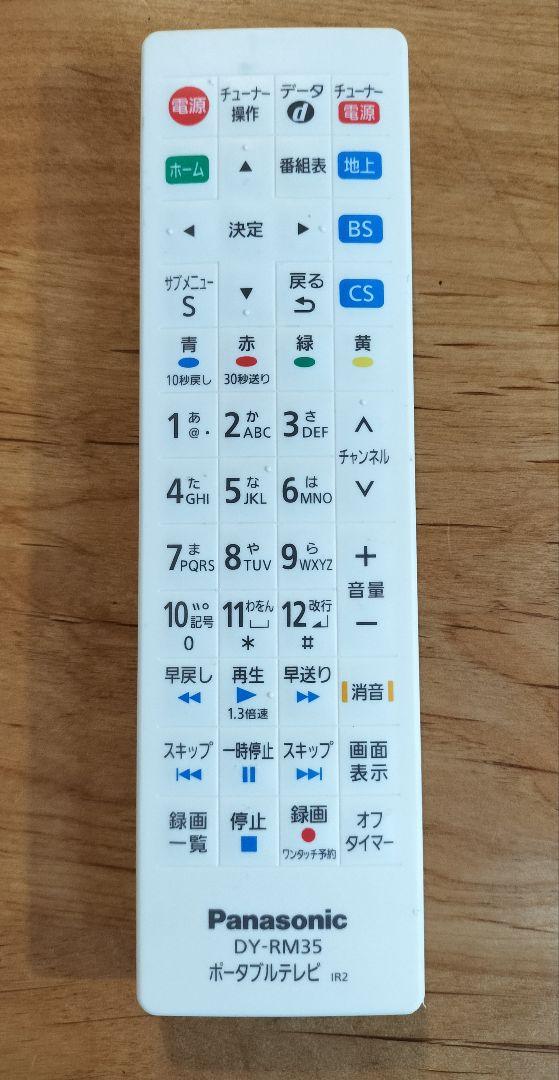 電源
チューナー
操作
データ
d
チューナー
電源
ホーム
▲
番組表
地上
◀
決定
▶
BS
サブメニュー
S
▼
戻る
CS
青
赤
緑
黄
10秒戻し
30秒送り
1 あ @.
2 か ABC
3 さ DEF
チャンネル
4 た GHI
5 な JKL
6 は MNO
7 ま PQRS
8 や TUV
9 ら WXYZ
+
音量
−
10 ゛゜ 記号
0
11 わをん
*
12 改行
#
早戻し
再生
早送り
1.3倍速
消音
スキップ
一時停止
スキップ
画面
表示
録画
一覧
停止
録画
ワンタッチ予約
オフ
タイマー
Panasonic
DY-RM35
ポータブルテレビ IR2